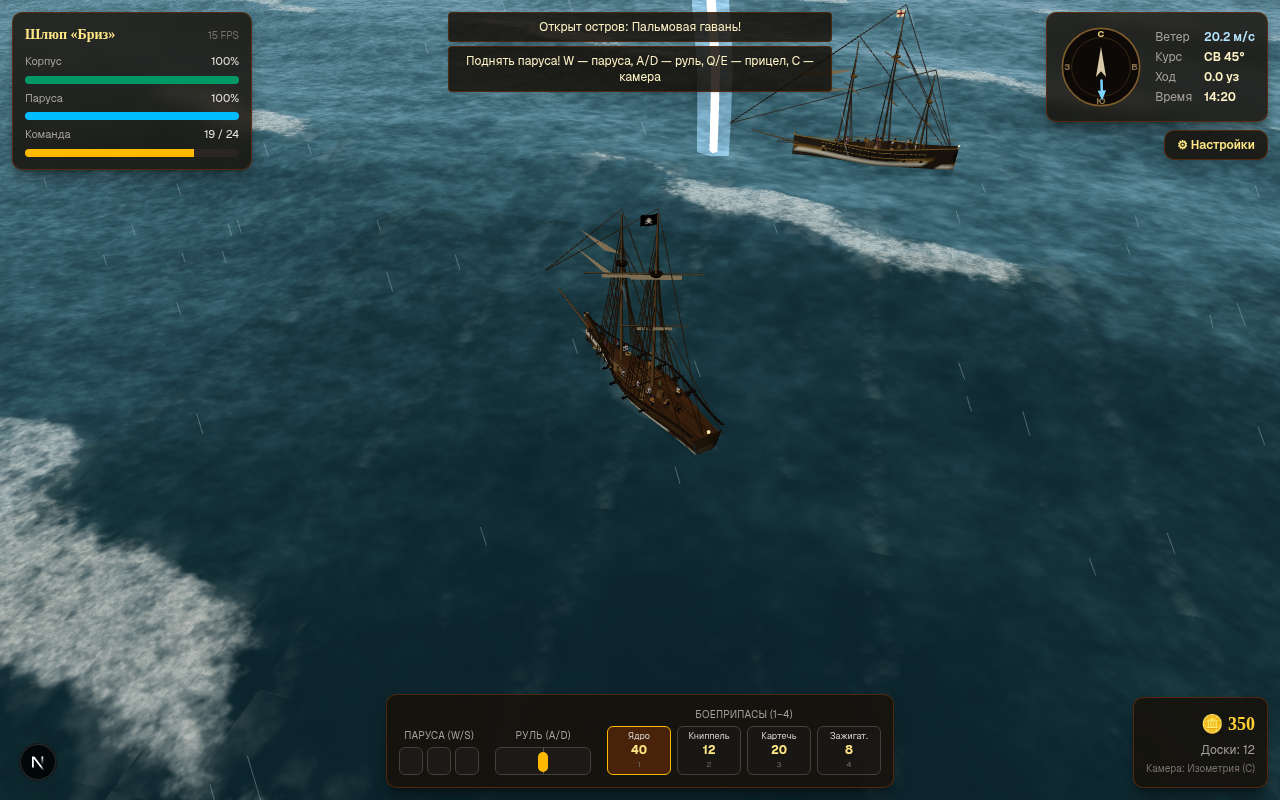 Шлюп «Бриз»
15 FPS
Корпус 100%
Паруса 100%
Команда 19 / 24
Открыт остров: Пальмовая гавань!
Поднять паруса! W — паруса, A/D — руль, Q/E — прицел, C —
камера
С
З
В
Ю
Ветер 20.2 м/с
Курс СВ 45°
Ход 0.0 уз
Время 14:20
⚙ Настройки
N
ПАРУСА (W/S)
РУЛЬ (A/D)
БОЕПРИПАСЫ (1–4)
Ядро
40
1
Книппель
12
2
Картечь
20
3
Зажигат.
8
4
350
Доски: 12
Камера: Изометрия (C)